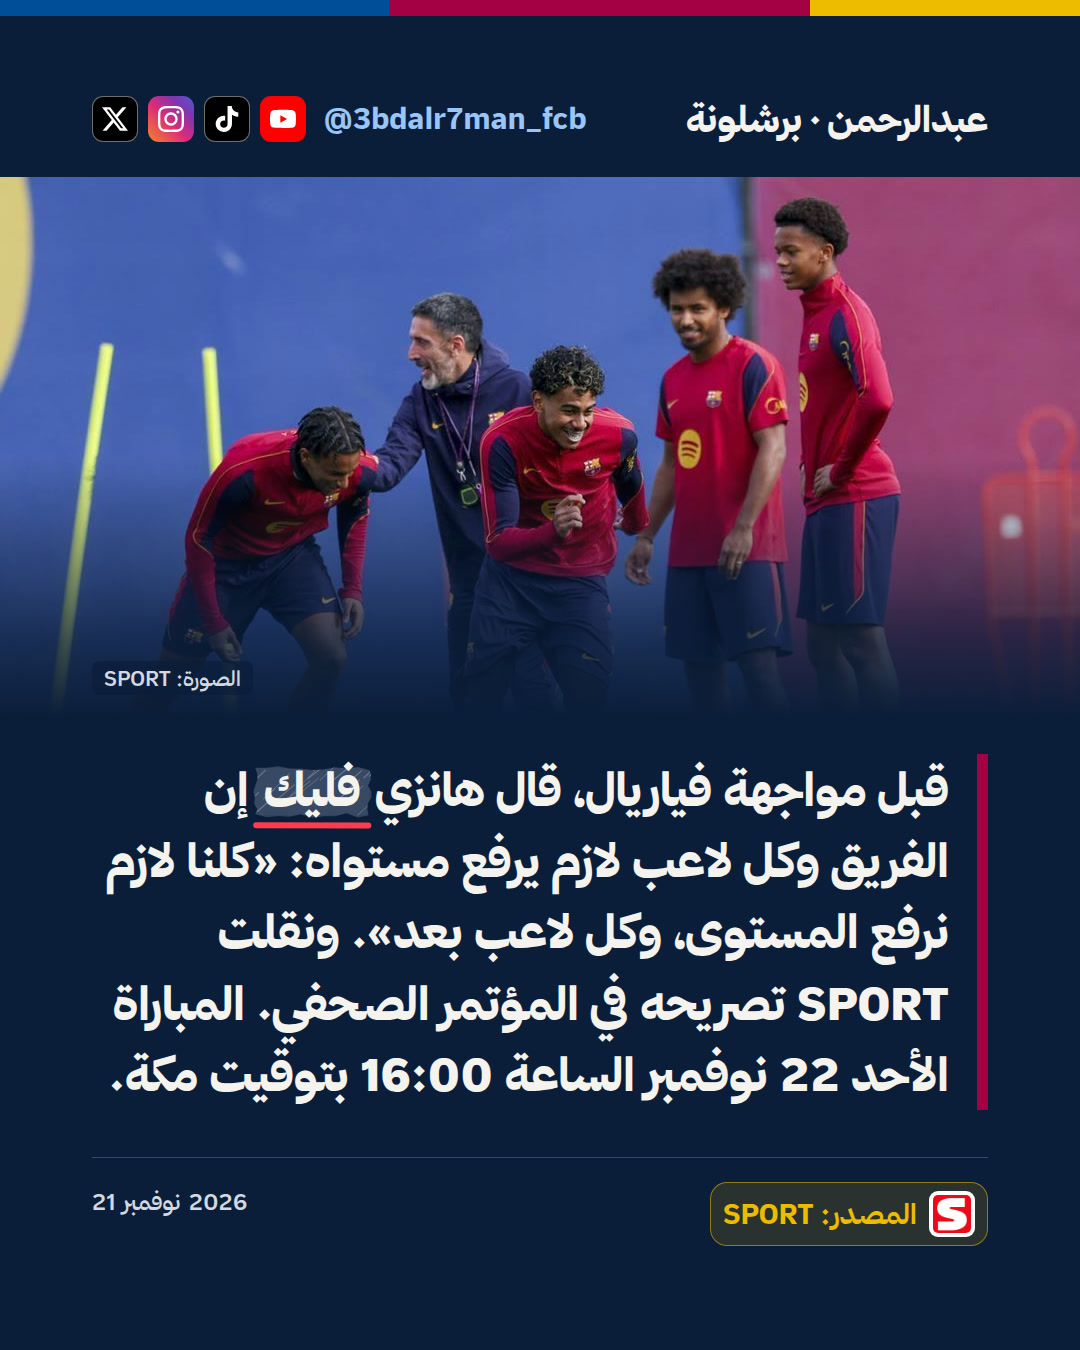 عبدالرحمن · برشلونة
@3bdalr7man_fcb
الصورة: SPORT
قبل مواجهة فياريال، قال هانزي فليك إن
الفريق وكل لاعب لازم يرفع مستواه: «كلنا لازم
نرفع المستوى، وكل لاعب بعد». ونقلت
SPORT تصريحه في المؤتمر الصحفي. المباراة
الأحد 22 نوفمبر الساعة 16:00 بتوقيت مكة.
المصدر: SPORT
21 نوفمبر 2026